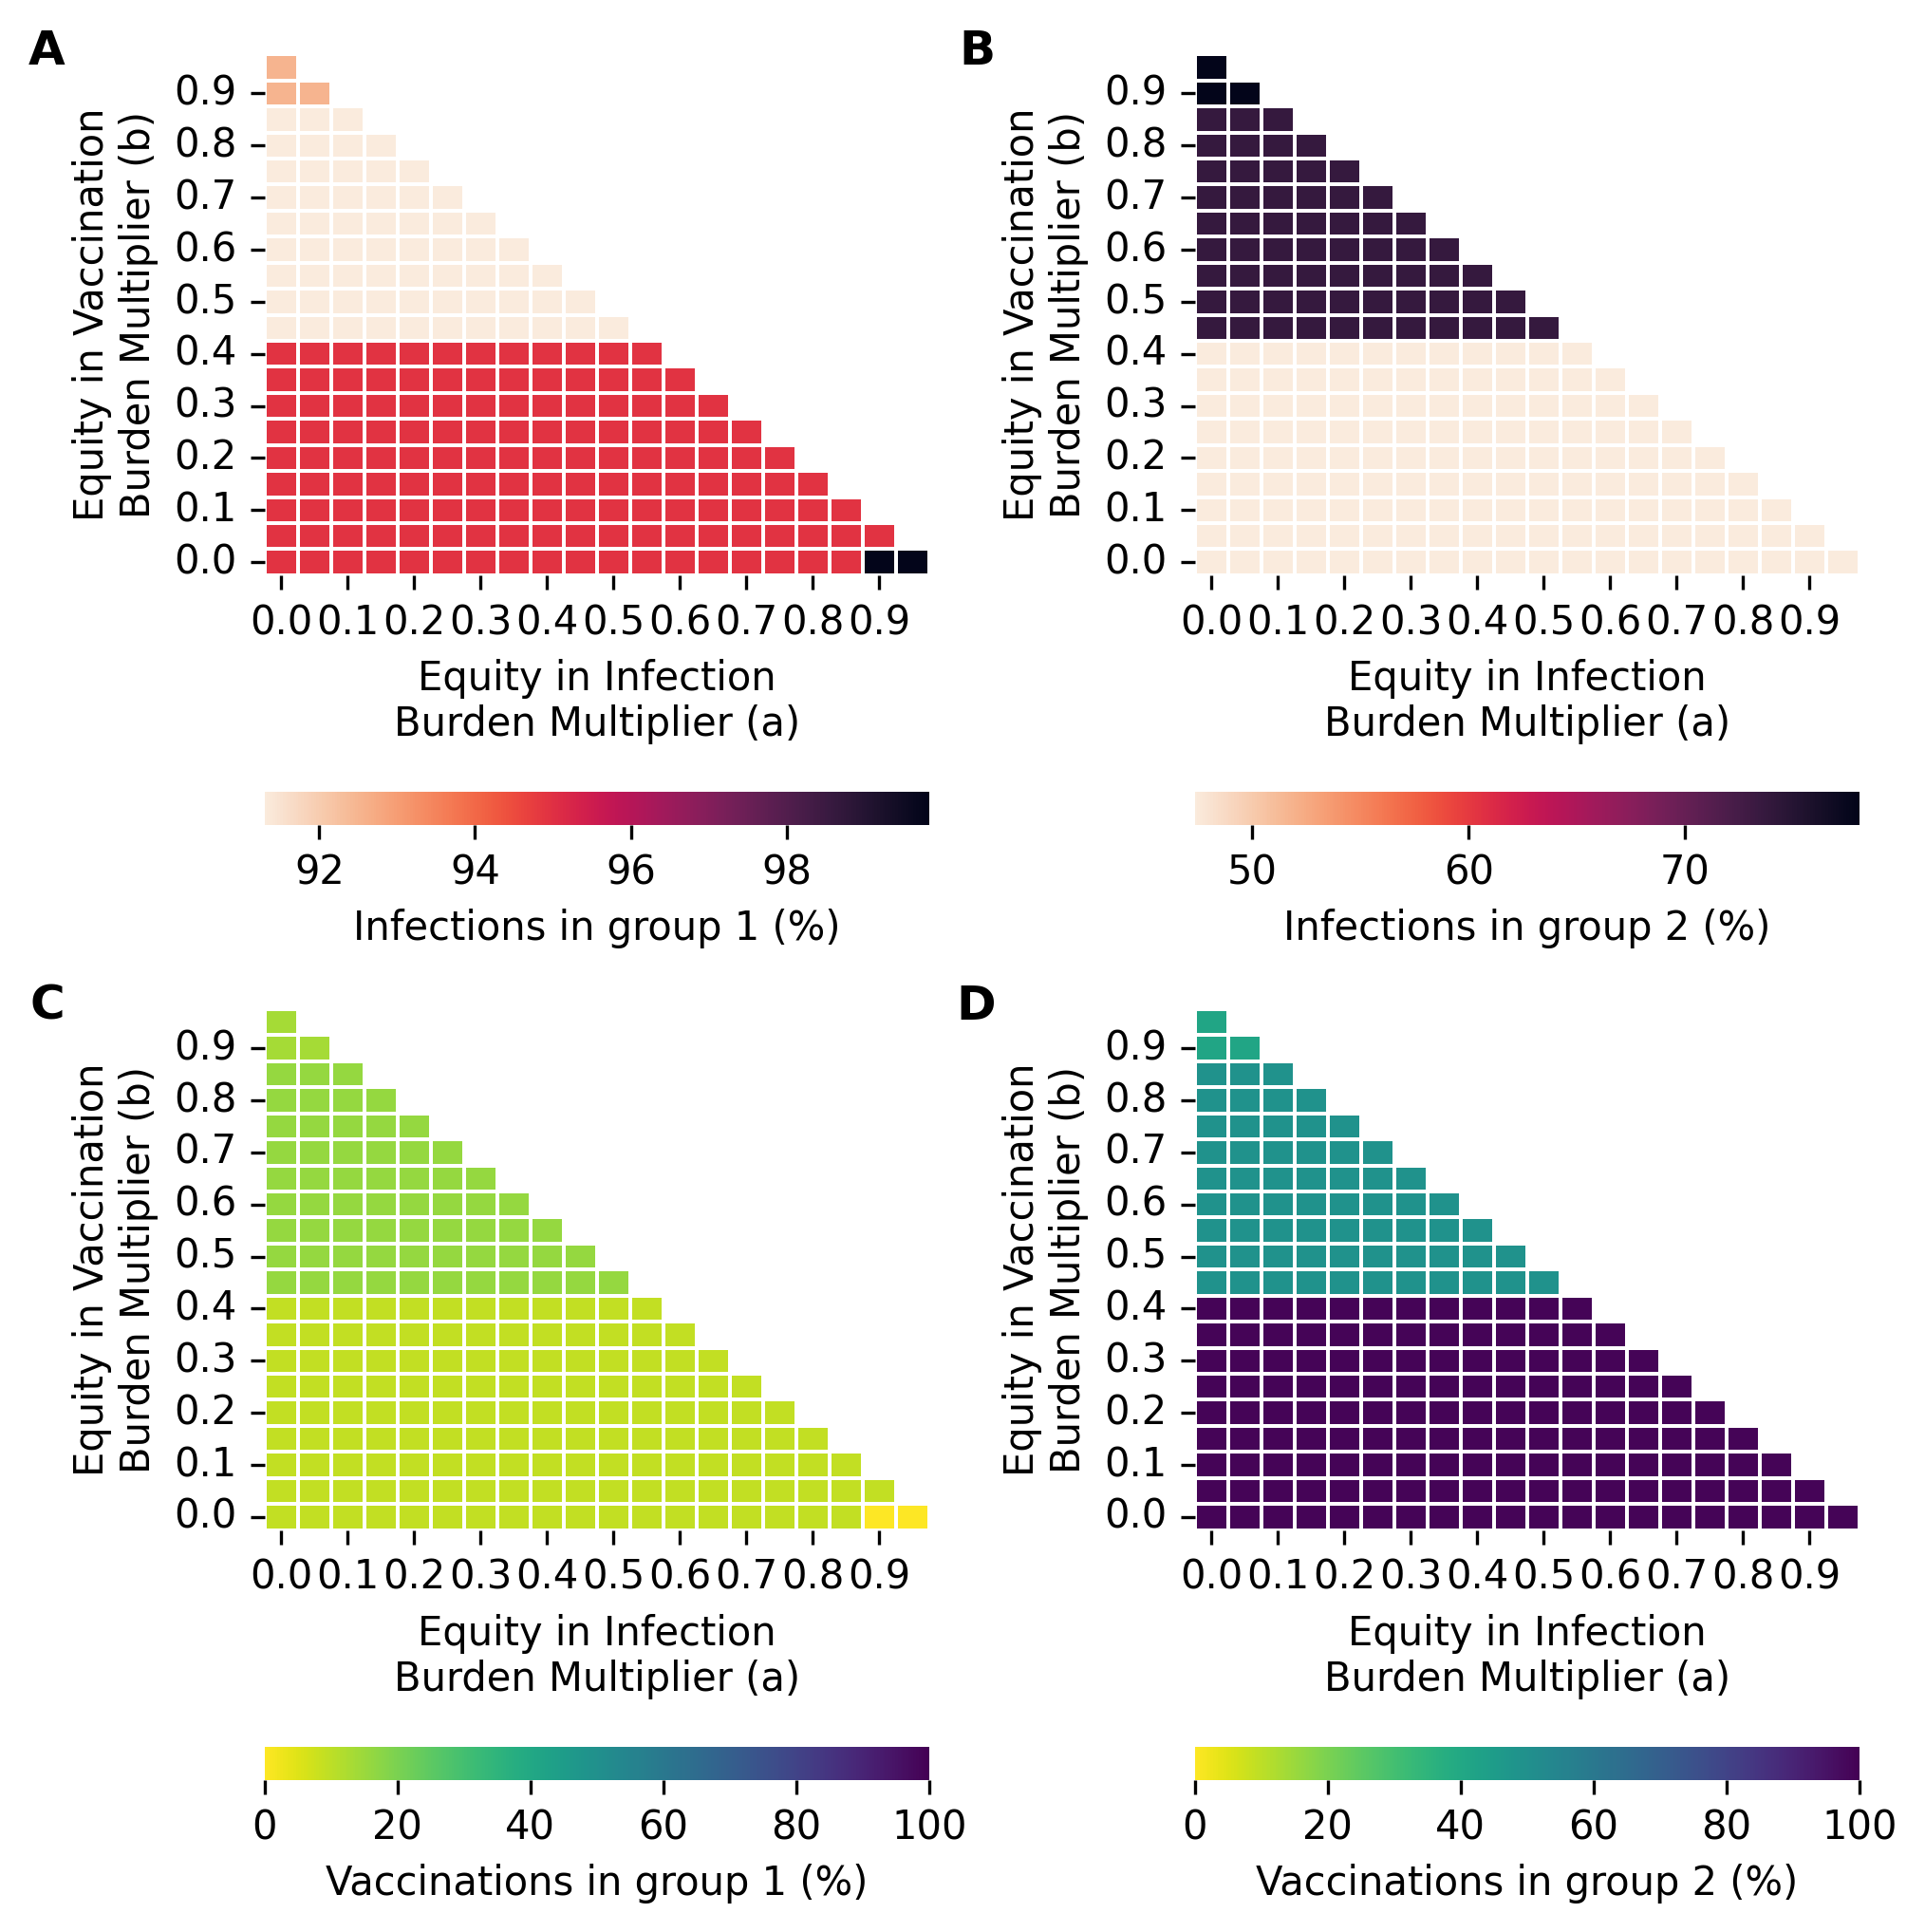 A
B
Equity in Vaccination
Burden Multiplier (b)
0.9
0.8
0.7
0.6
0.5
0.4
0.3
0.2
0.1
0.0
0.0 0.1 0.2 0.3 0.4 0.5 0.6 0.7 0.8 0.9
Equity in Infection
Burden Multiplier (a)
92 94 96 98
Infections in group 1 (%)
Equity in Vaccination
Burden Multiplier (b)
0.9
0.8
0.7
0.6
0.5
0.4
0.3
0.2
0.1
0.0
0.0 0.1 0.2 0.3 0.4 0.5 0.6 0.7 0.8 0.9
Equity in Infection
Burden Multiplier (a)
50 60 70
Infections in group 2 (%)
C
D
Equity in Vaccination
Burden Multiplier (b)
0.9
0.8
0.7
0.6
0.5
0.4
0.3
0.2
0.1
0.0
0.0 0.1 0.2 0.3 0.4 0.5 0.6 0.7 0.8 0.9
Equity in Infection
Burden Multiplier (a)
0 20 40 60 80 100
Vaccinations in group 1 (%)
Equity in Vaccination
Burden Multiplier (b)
0.9
0.8
0.7
0.6
0.5
0.4
0.3
0.2
0.1
0.0
0.0 0.1 0.2 0.3 0.4 0.5 0.6 0.7 0.8 0.9
Equity in Infection
Burden Multiplier (a)
0 20 40 60 80 100
Vaccinations in group 2 (%)